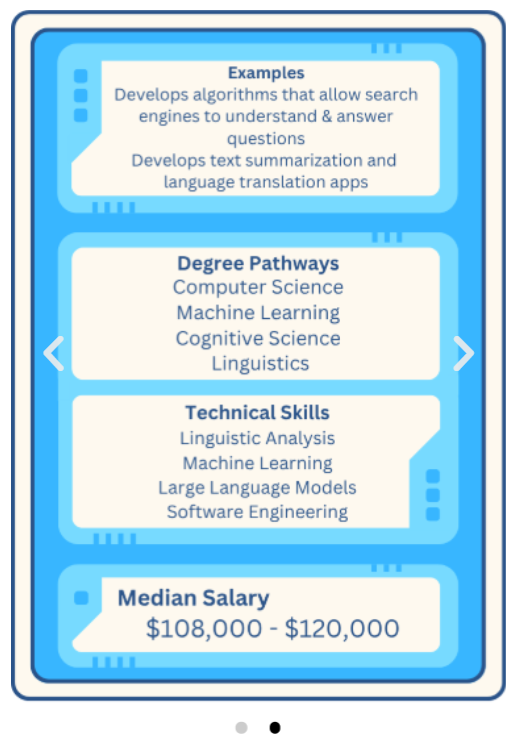 Examples
Develops algorithms that allow search
engines to understand & answer
questions
Develops text summarization and
language translation apps
Degree Pathways
Computer Science
Machine Learning
Cognitive Science
Linguistics
Technical Skills
Linguistic Analysis
Machine Learning
Large Language Models
Software Engineering
Median Salary
$108,000 - $120,000